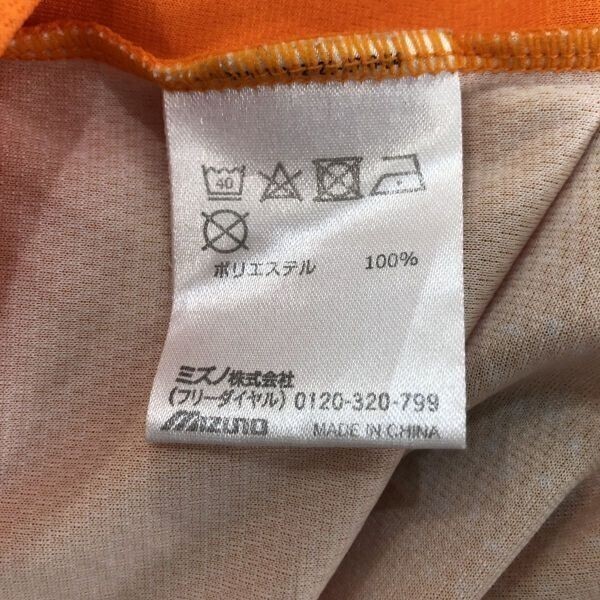 40
ポリエステル 100%
ミズノ株式会社
(フリーダイヤル) 0120-320-799
MIZUNO MADE IN CHINA